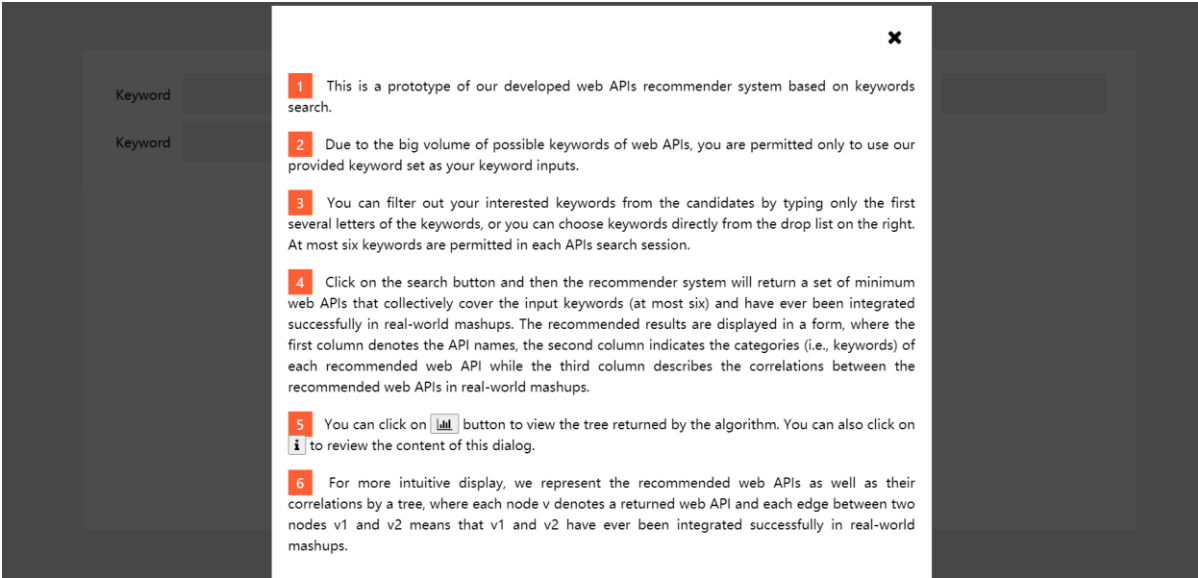 1 This is a prototype of our developed web APIs recommender system based on keywords
search.
2 Due to the big volume of possible keywords of web APIs, you are permitted only to use our
provided keyword set as your keyword inputs.
3 You can filter out your interested keywords from the candidates by typing only the first
several letters of the keywords, or you can choose keywords directly from the drop list on the right.
At most six keywords are permitted in each APIs search session.
4 Click on the search button and then the recommender system will return a set of minimum
web APIs that collectively cover the input keywords (at most six) and have ever been integrated
successfully in real-world mashups. The recommended results are displayed in a form, where the
first column denotes the API names, the second column indicates the categories (i.e., keywords) of
each recommended web API while the third column describes the correlations between the
recommended web APIs in real-world mashups.
5 You can click on button to view the tree returned by the algorithm. You can also click on
i to review the content of this dialog.
6 For more intuitive display, we represent the recommended web APIs as well as their
correlations by a tree, where each node v denotes a returned web API and each edge between two
nodes v1 and v2 means that v1 and v2 have ever been integrated successfully in real-world
mashups.
Keyword
Keyword